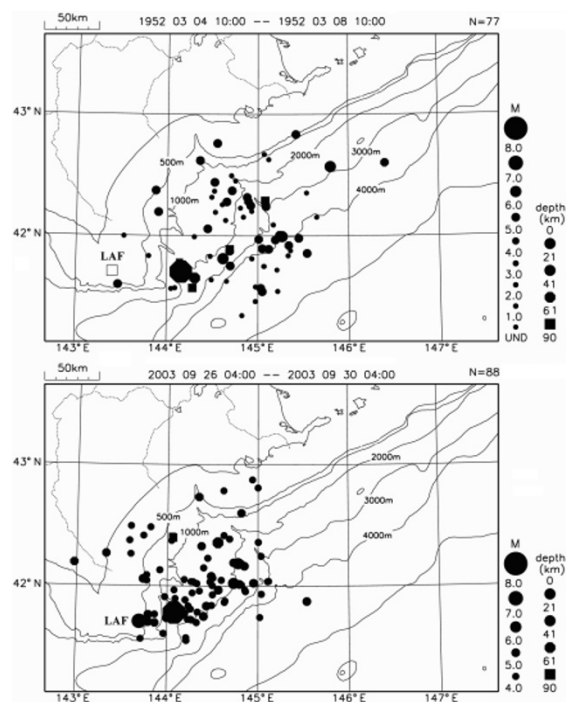 50km
1952 03 04 10:00 -- 1952 03 08 10:00
N=77
43° N
42° N
500m
1000m
2000m
3000m
4000m
LAF
M
8.0
7.0
6.0
5.0
4.0
3.0
2.0
1.0
UND
depth
(km)
0
21
41
61
90
143°E
144°E
145°E
146°E
147°E
50km
2003 09 26 04:00 -- 2003 09 30 04:00
N=88
43° N
42° N
500m
1000m
2000m
3000m
4000m
LAF
M
8.0
7.0
6.0
5.0
4.0
depth
(km)
0
21
41
61
90
143°E
144°E
145°E
146°E
147°E